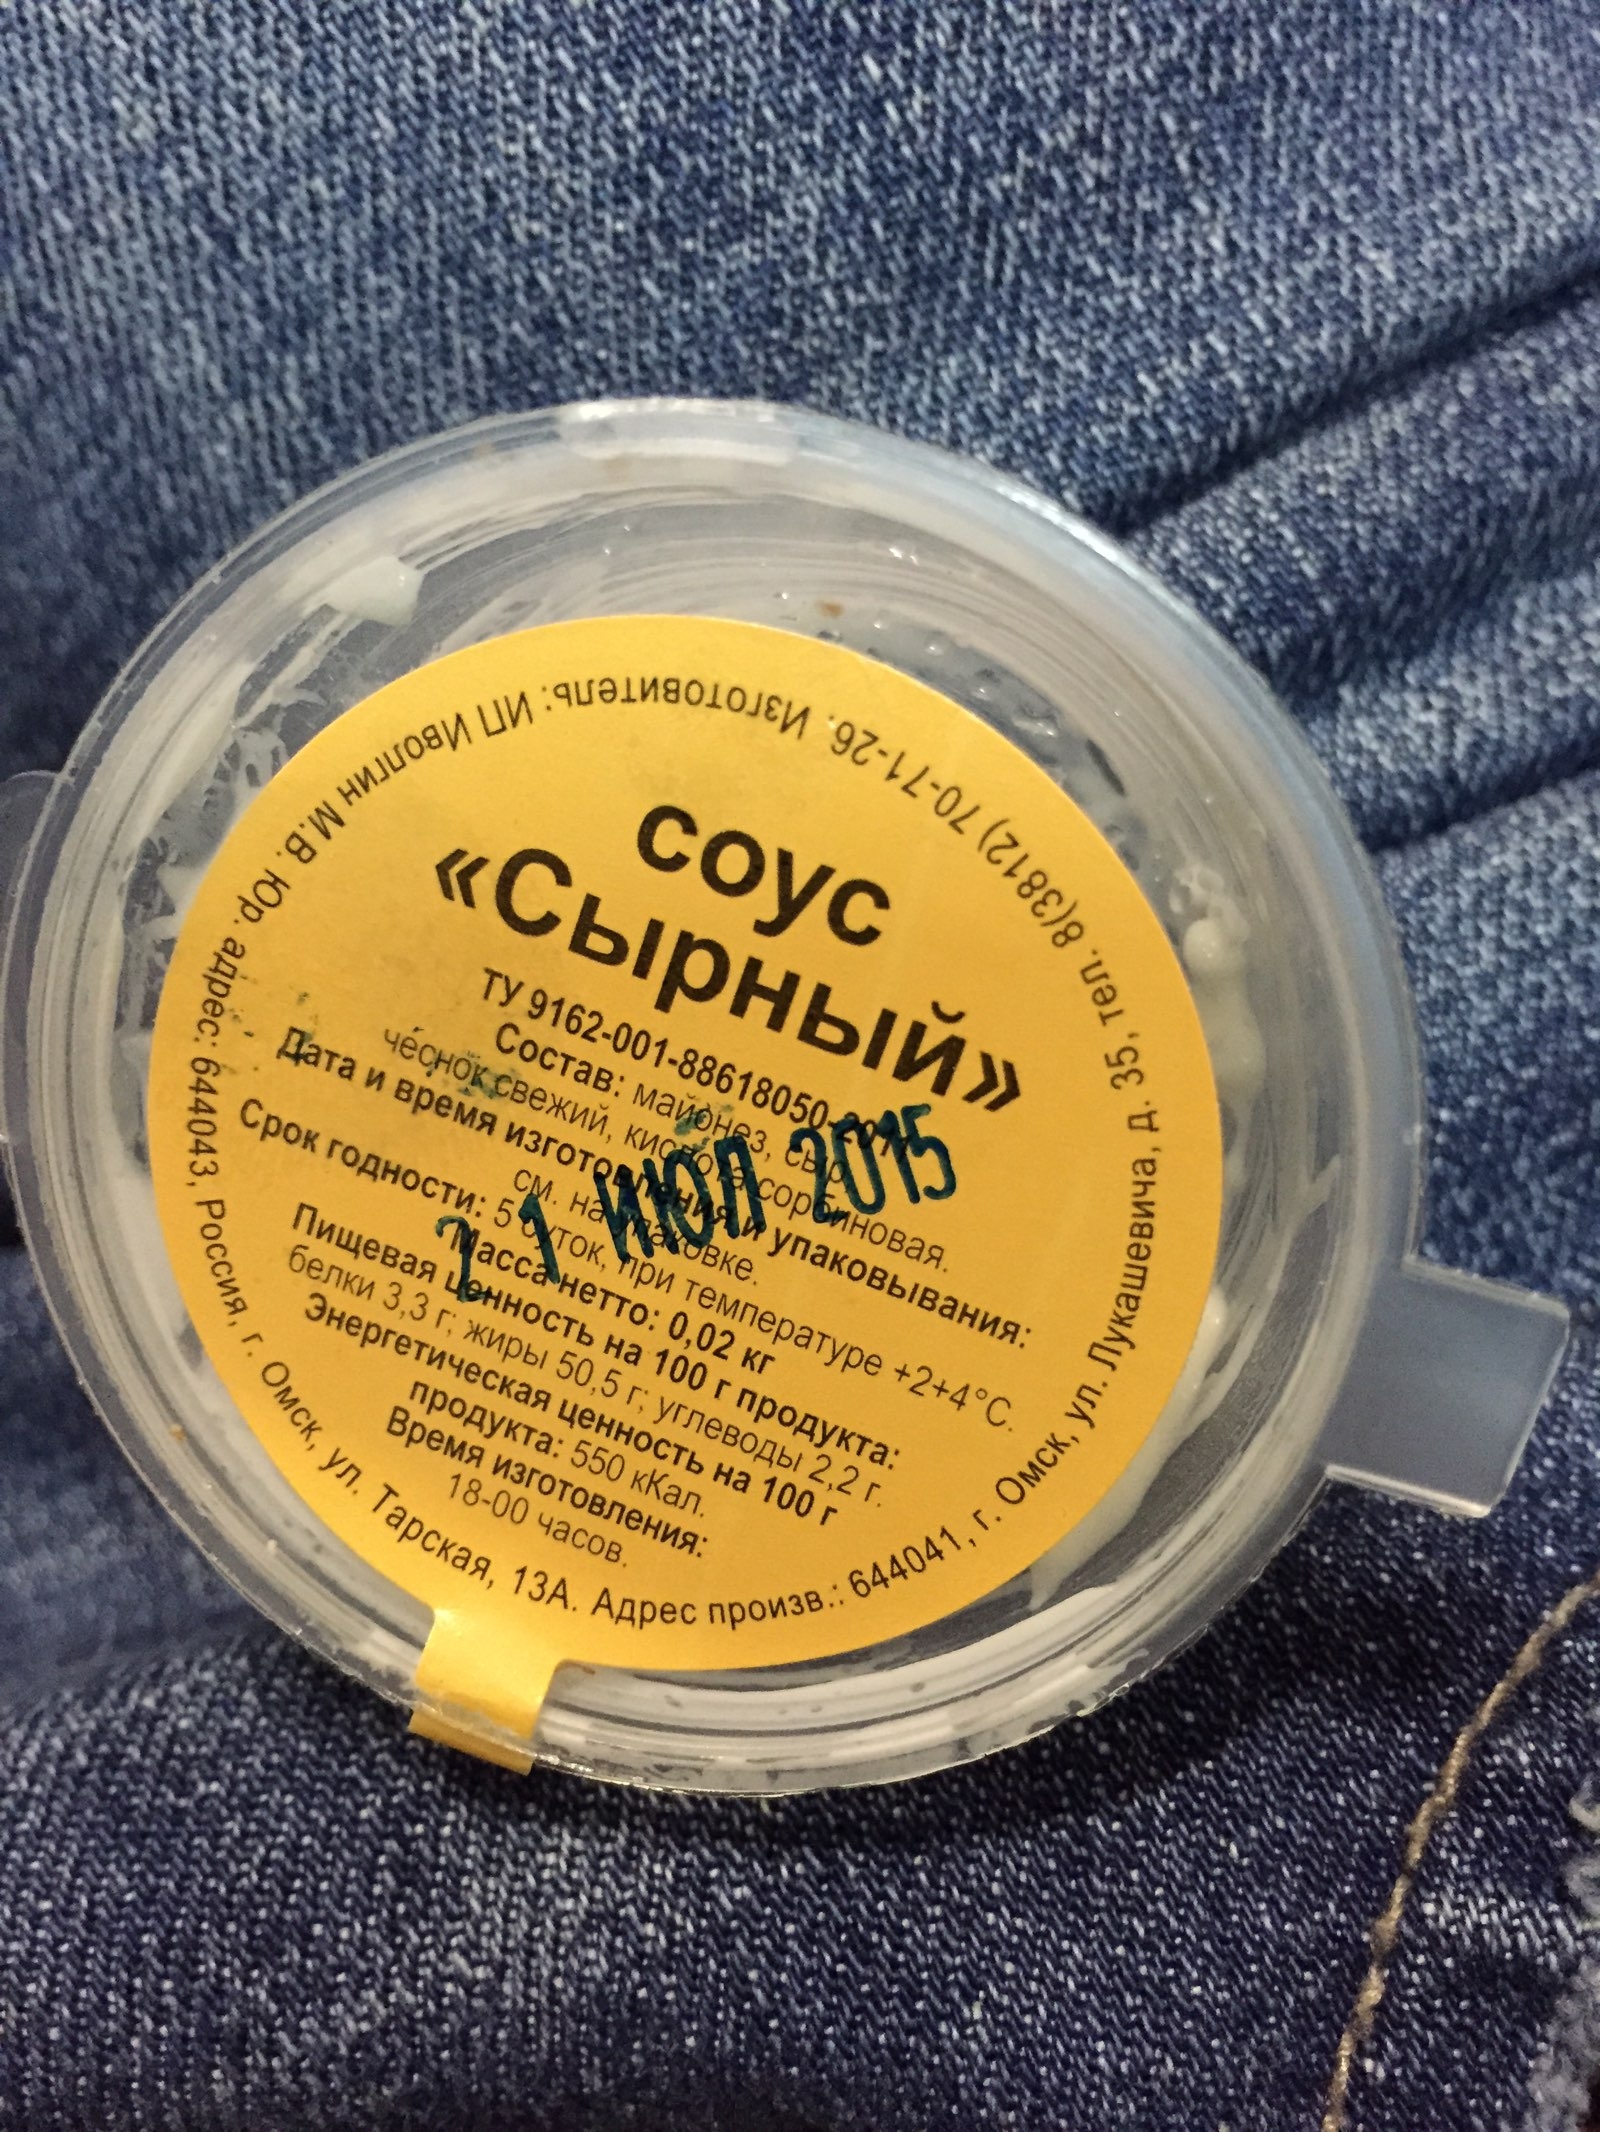 соус
«Сырный»
ТУ 9162-001-88618050-
Состав: майонез, сыр,
чеснок свежий, кислота сорбиновая.
Дата и время изготовления и упаковывания:
см. на упаковке.
Срок годности: 5 суток, при температуре +2+4°С.
Масса нетто: 0,02 кг
Пищевая ценность на 100 г продукта:
белки 3,3 г; жиры 50,5 г; углеводы 2,2 г.
Энергетическая ценность на 100 г
продукта: 550 кКал.
Время изготовления:
18-00 часов.
21 ИЮЛ 2015
Изготовитель: ИП Иволгин М.В. Юр. адрес: 644043, Россия, г. Омск, ул. Тарская, 13А. Адрес произв.: 644041, г. Омск, ул. Лукашевича, д. 35, тел. 8(3812) 70-71-26.